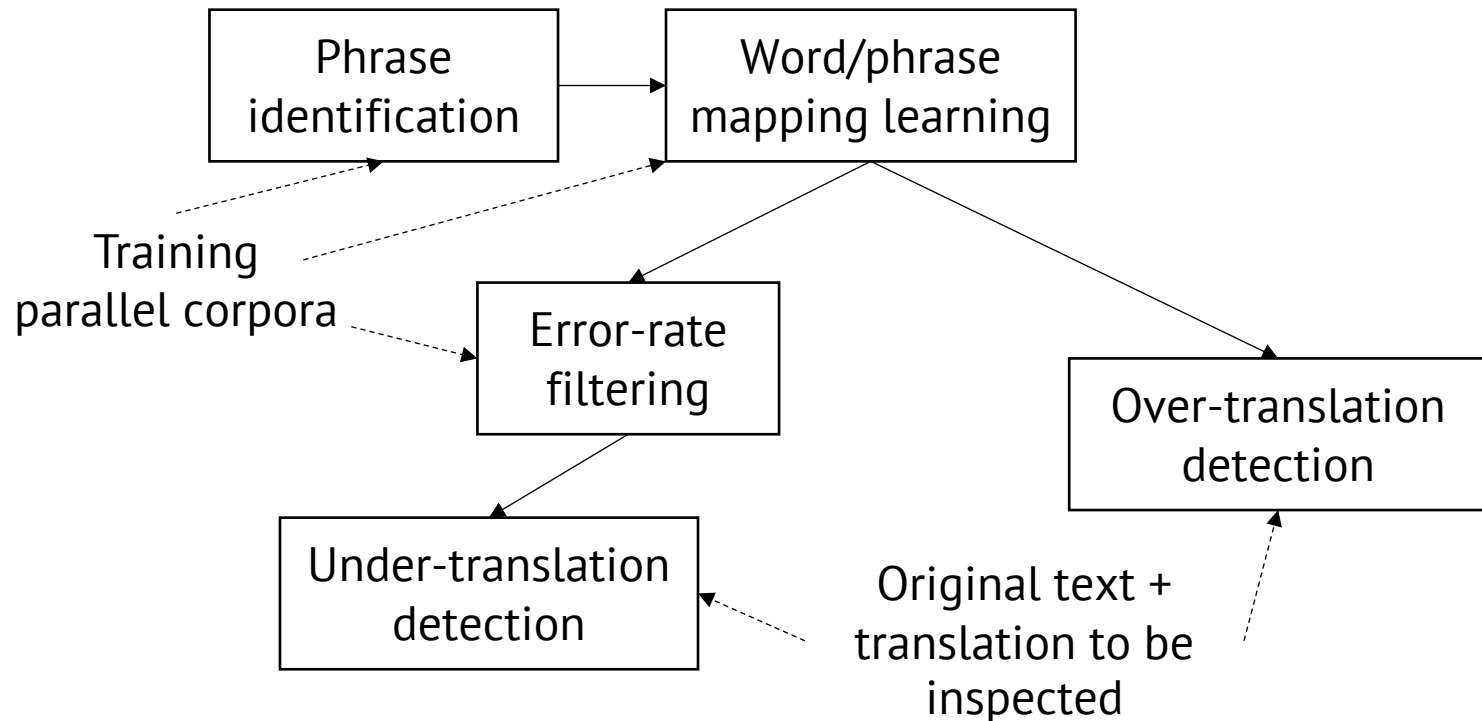 Phrase
identification
Word/phrase
mapping learning
Training
parallel corpora
Error-rate
filtering
Over-translation
detection
Under-translation
detection
Original text +
translation to be
inspected